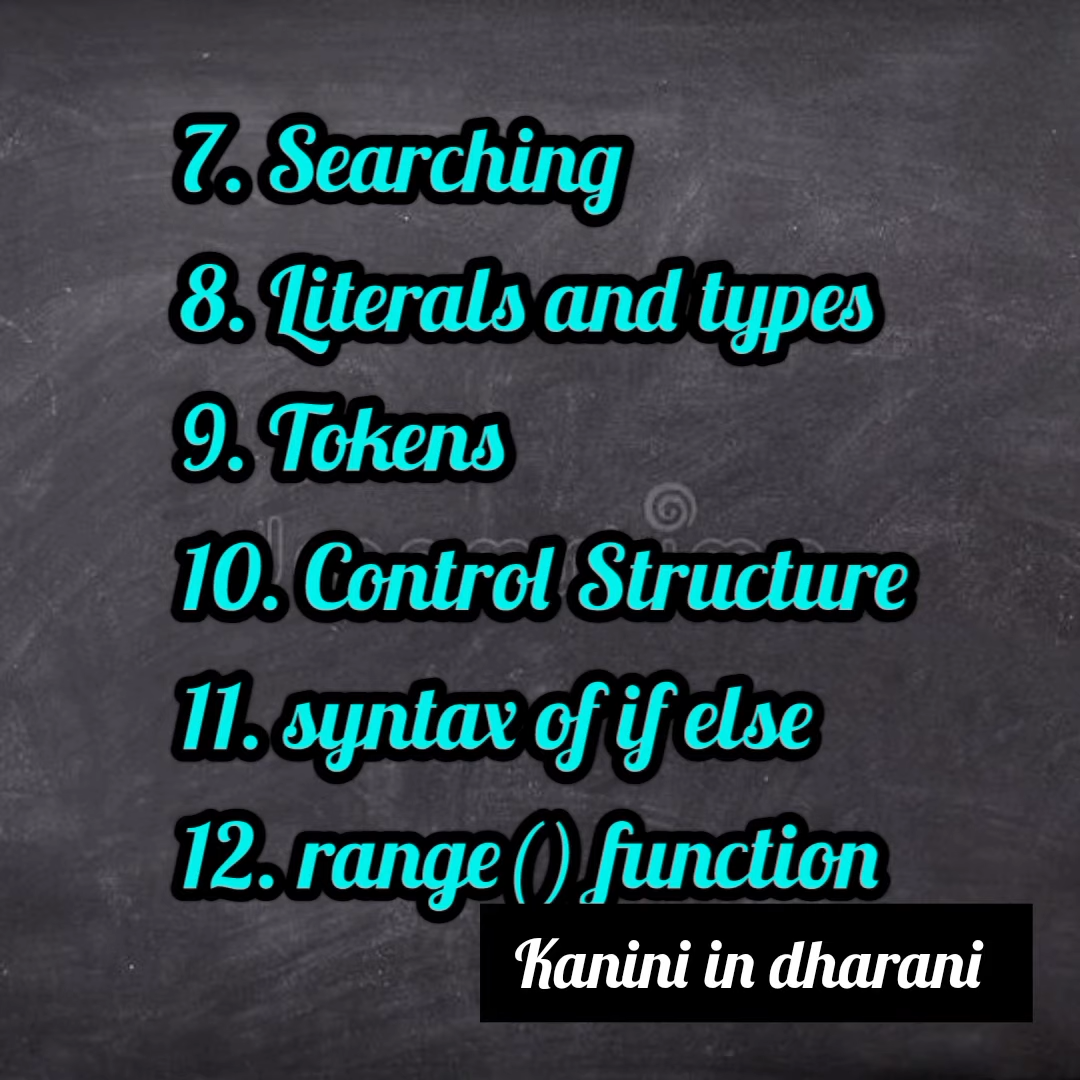 7. Searching
8. Literals and types
9. Tokens
10. Control Structure
11. syntax of if else
12. range() function
Kanini in dharani